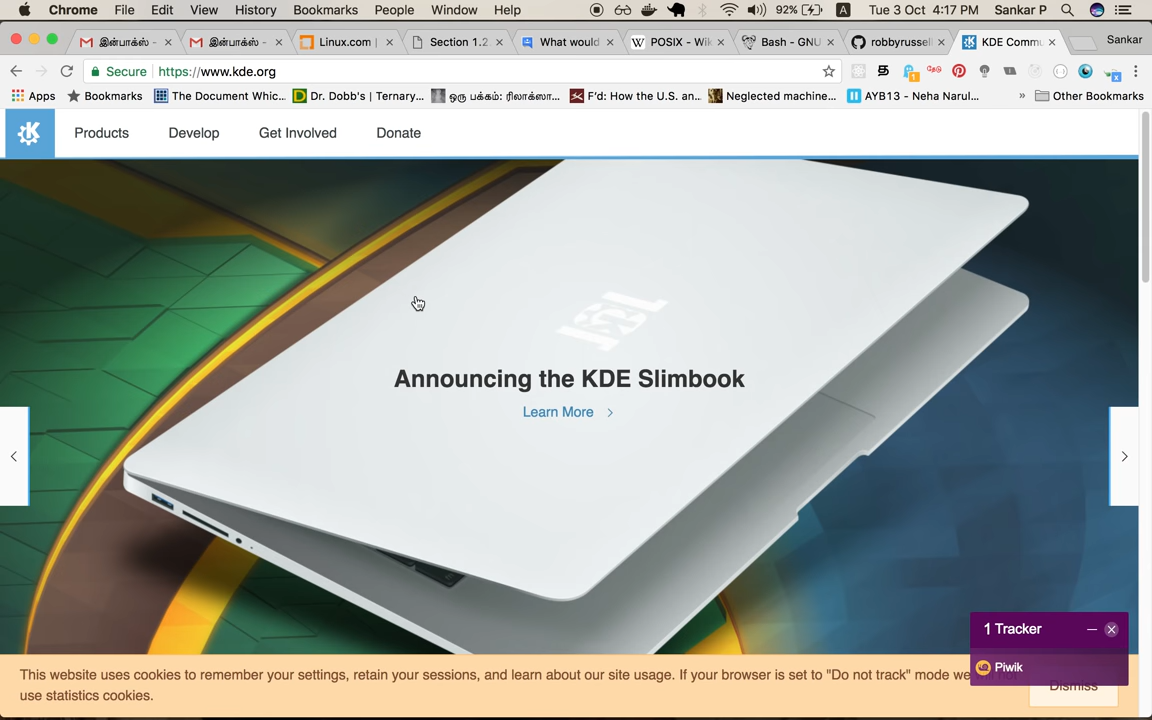 Chrome File Edit View History Bookmarks People Window Help 92% A Tue 3 Oct 4:17 PM Sankar P
இன்பாக்ஸ் - இன்பாக்ஸ் - Linux.com | Section 1.2 What would POSIX - Wik Bash - GNU robbyrussell KDE Commu Sankar
Secure https://www.kde.org
Apps Bookmarks The Document Whic... Dr. Dobb's | Ternary... ஒரு பக்கம்: ரிலாக்ஸா... F'd: How the U.S. an... Neglected machine... AYB13 - Neha Narul... » Other Bookmarks
Products Develop Get Involved Donate
Announcing the KDE Slimbook
Learn More
1 Tracker
Piwik
This website uses cookies to remember your settings, retain your sessions, and learn about our site usage. If your browser is set to "Do not track" mode we
use statistics cookies.
Dismiss